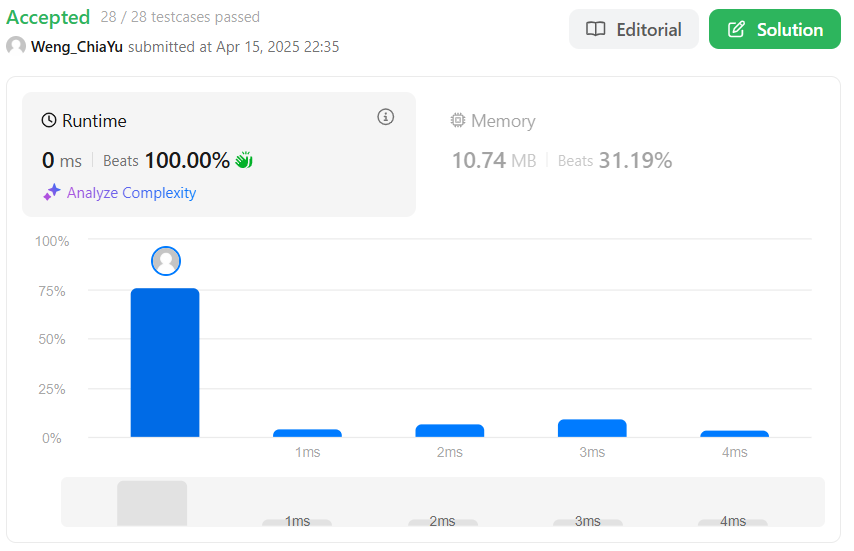 Accepted 28 / 28 testcases passed
Weng_ChiaYu submitted at Apr 15, 2025 22:35
Editorial
Solution
Runtime
0 ms Beats 100.00%
Analyze Complexity
Memory
10.74 MB Beats 31.19%
100%
75%
50%
25%
0%
1ms 2ms 3ms 4ms
1ms 2ms 3ms 4ms